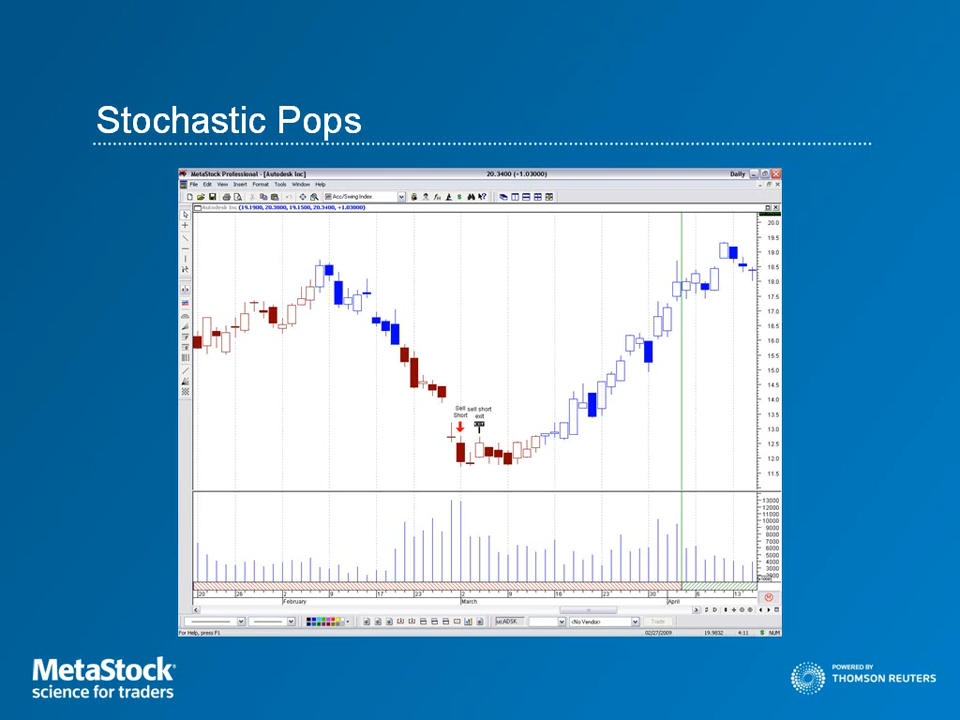 Stochastic Pops
MetaStock Professional - [Autodesk Inc] 20.3400 (+1.03000) Daily
File Edit View Insert Format Tools Window Help
Acc/Swing Index
Autodesk Inc (19.1900, 20.3800, 19.1500, 20.3400, +1.03000)
20.0
19.5
19.0
18.5
18.0
17.5
17.0
16.5
16.0
15.5
15.0
14.5
14.0
13.5
13.0
12.5
12.0
11.5
Sell Short
sell short exit
EXIT
13000
12000
11000
10000
9000
8000
7000
6000
5000
4000
3000
2000
20 26 2 9 17 23 2 9 16 23 30 6 13
February March April
us;ADSK <No Vendor> Trade
For Help, press F1 02/27/2009 19.9832 4:11 $ NUM
MetaStock
science for traders
POWERED BY
THOMSON REUTERS